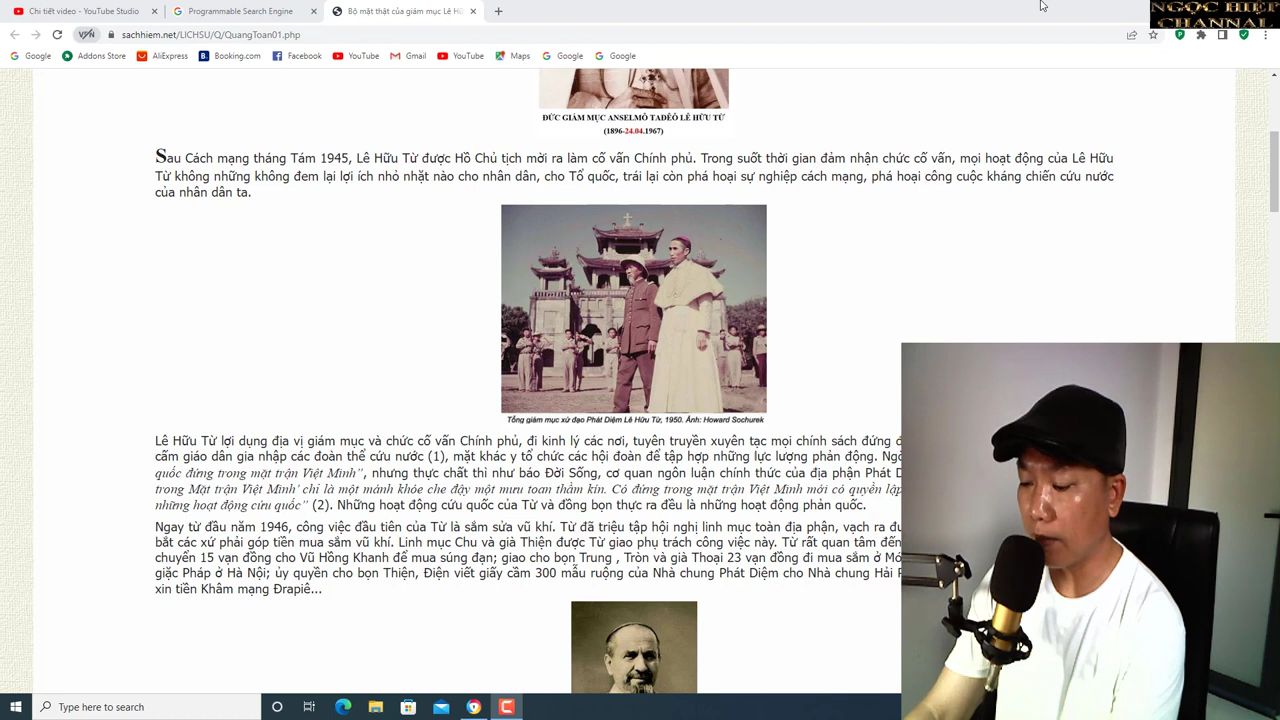 Chi tiết video - YouTube Studio
Programmable Search Engine
Bộ mặt thật của giám mục Lê Hữ
NGỌC HIỆP
CHANNAL
VPN
sachhiem.net/LICHSU/Q/QuangToan01.php
Google Addons Store AliExpress Booking.com Facebook YouTube Gmail YouTube Maps Google Google
ĐỨC GIÁM MỤC ANSELMÔ TAĐÊÔ LÊ HỮU TỪ
(1896-24.04.1967)
Sau Cách mạng tháng Tám 1945, Lê Hữu Từ được Hồ Chủ tịch mời ra làm cố vấn Chính phủ. Trong suốt thời gian đảm nhận chức cố vấn, mọi hoạt động của Lê Hữu
Từ không những không đem lại lợi ích nhỏ nhặt nào cho nhân dân, cho Tổ quốc, trái lại còn phá hoại sự nghiệp cách mạng, phá hoại công cuộc kháng chiến cứu nước
của nhân dân ta.
Tổng giám mục xứ đạo Phát Diệm Lê Hữu Từ, 1950. Ảnh: Howard Sochurek
Lê Hữu Từ lợi dụng địa vị giám mục và chức cố vấn Chính phủ, đi kinh lý các nơi, tuyên truyền xuyên tạc mọi chính sách đứng
cấm giáo dân gia nhập các đoàn thể cứu nước (1), mặt khác y tổ chức các hội đoàn để tập hợp những lực lượng phản động.
quốc đứng trong mặt trận Việt Minh", nhưng thực chất thì như báo Đời Sống, cơ quan ngôn luận chính thức của địa phận Phát
trong Mặt trận Việt Minh' chỉ là một mánh khóe che đậy một mưu toan thầm kín. Có đứng trong mặt trận Việt Minh mới có quyền lập
những hoạt động cứu quốc" (2). Những hoạt động cứu quốc của Từ và đồng bọn thực ra đều là những hoạt động phản quốc.
Ngay từ đầu năm 1946, công việc đầu tiên của Từ là sắm sửa vũ khí. Từ đã triệu tập hội nghị linh mục toàn địa phận, vạch ra
bắt các xứ phải góp tiền mua sắm vũ khí. Linh mục Chu và già Thiện được Từ giao phụ trách công việc này. Từ rất quan tâm
chuyển 15 vạn đồng cho Vũ Hồng Khanh để mua súng đạn; giao cho bọn Trung , Tròn và già Thoại 23 vạn đồng đi mua sắm ở
giặc Pháp ở Hà Nội; ủy quyền cho bọn Thiện, Điện viết giấy cầm 300 mẫu ruộng của Nhà chung Phát Diệm cho Nhà chung Hải
xin tiền Khâm mạng Đrapiê...
Type here to search